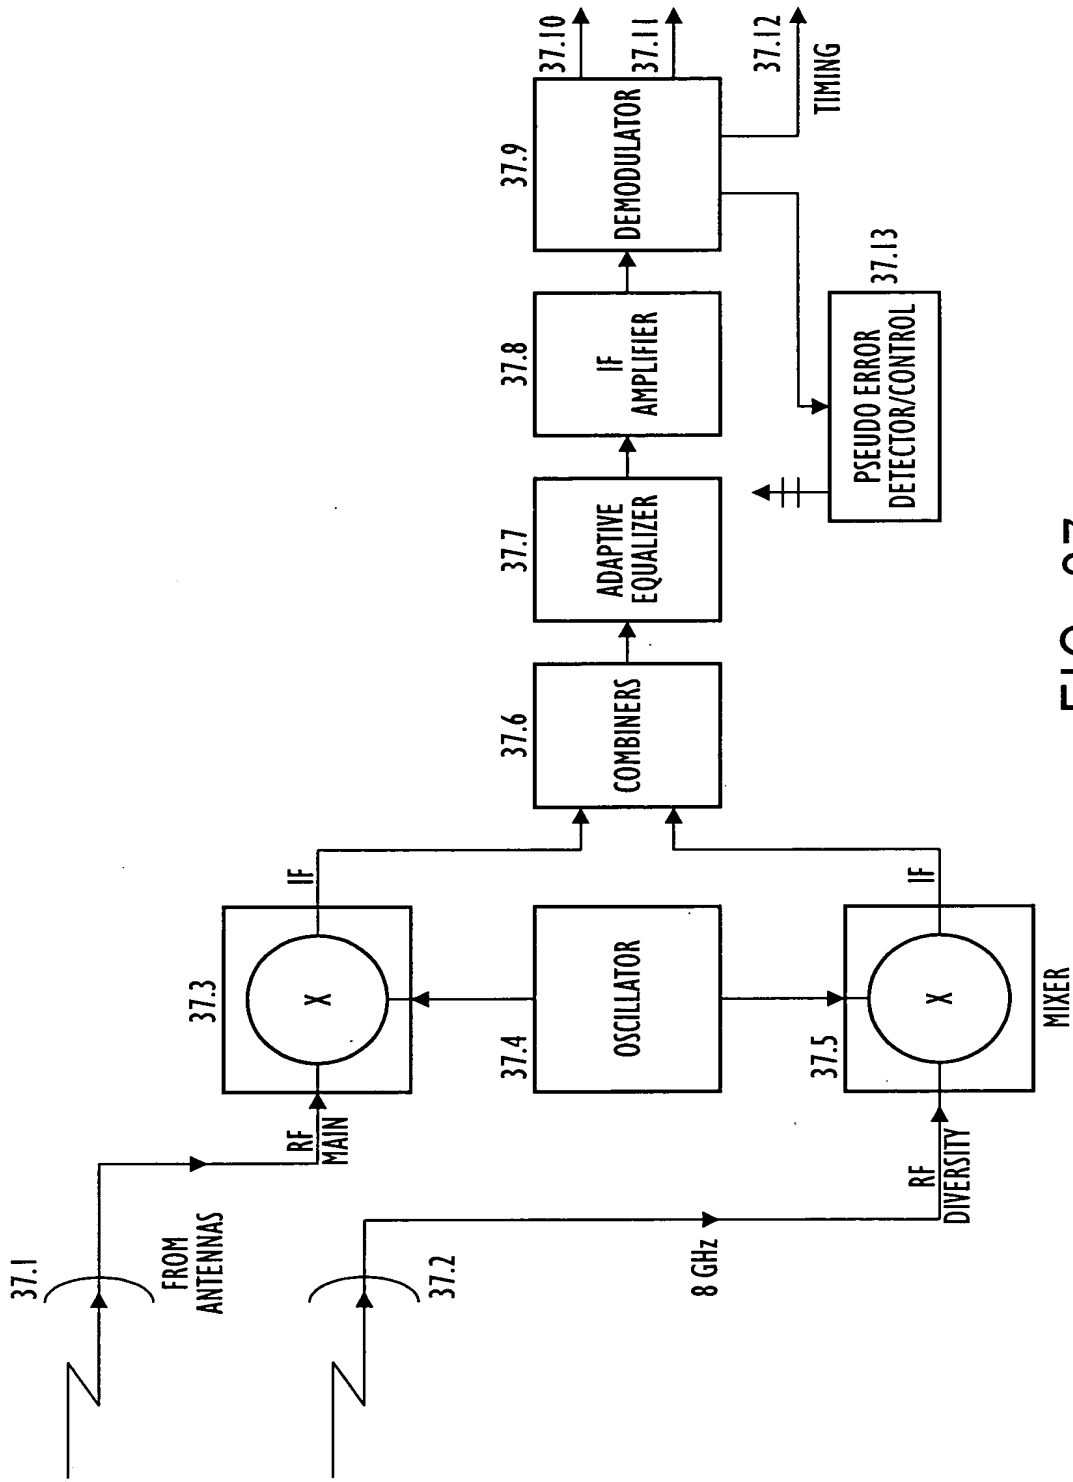 37.1
FROM
ANTENNAS
37.2
8 GHz
RF
MAIN
RF
DIVERSITY
37.3
X
IF
37.4
OSCILLATOR
37.5
X
IF
MIXER
37.6
COMBINERS
37.7
ADAPTIVE
EQUALIZER
37.8
IF
AMPLIFIER
37.9
DEMODULATOR
37.10
37.11
37.12
TIMING
37.13
PSEUDO ERROR
DETECTOR/CONTROL